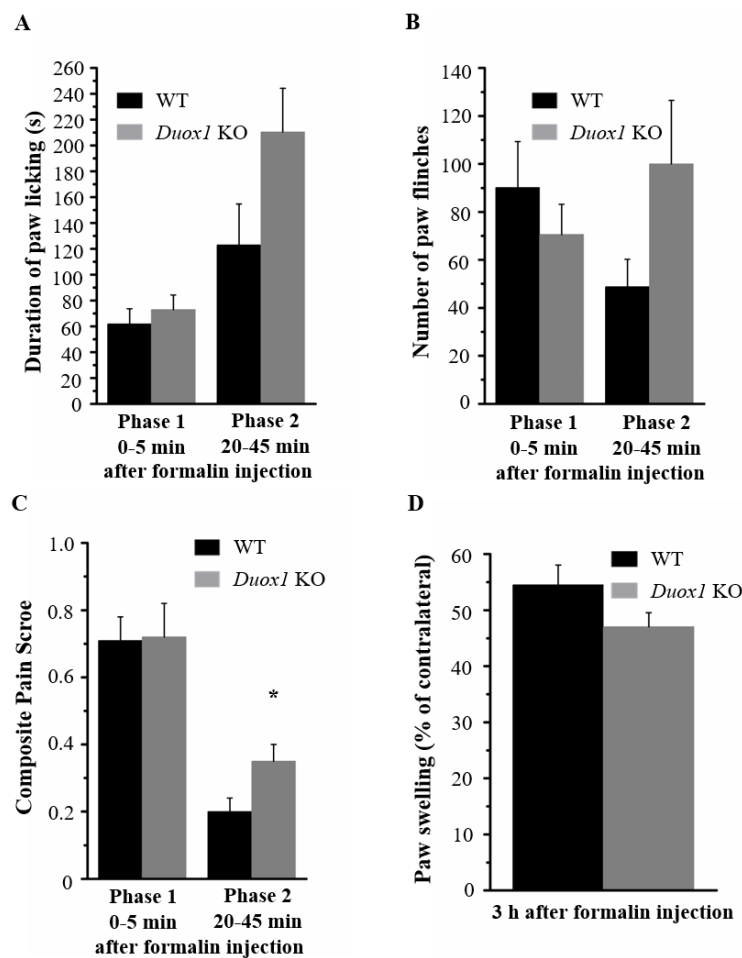 A
Duration of paw licking (s)
260
240
220
200
180
160
140
120
100
80
60
40
20
0
WT
Duox1 KO
Phase 1
Phase 2
0-5 min
20-45 min
after formalin injection
B
Number of paw flinches
140
120
100
80
60
40
20
0
WT
Duox1 KO
Phase 1
Phase 2
0-5 min
20-45 min
after formalin injection
C
Composite Pain Scroe
1.0
0.8
0.6
0.4
0.2
0
WT
Duox1 KO
*
Phase 1
Phase 2
0-5 min
20-45 min
after formalin injection
D
Paw swelling (% of contralateral)
60
50
40
30
20
10
0
WT
Duox1 KO
3 h after formalin injection